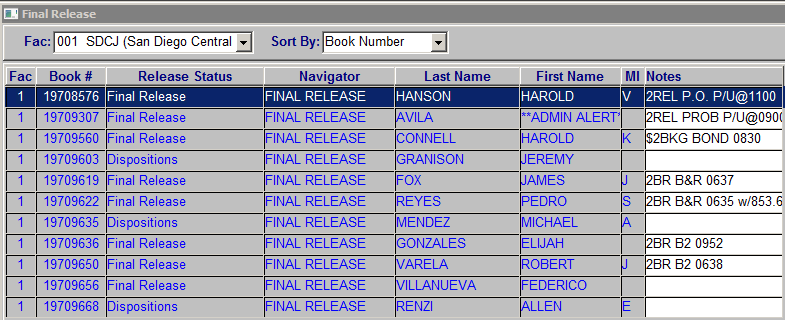 Final Release
Fac: 001 SDCJ (San Diego Central Sort By: Book Number
Fac Book # Release Status Navigator Last Name First Name MI Notes
1 19708576 Final Release FINAL RELEASE HANSON HAROLD V 2REL P.O. P/U@1100
1 19709307 Final Release FINAL RELEASE AVILA **ADMIN ALERT* 2REL PROB P/U@0900
1 19709560 Final Release FINAL RELEASE CONNELL HAROLD K $2BKG BOND 0830
1 19709603 Dispositions FINAL RELEASE GRANISON JEREMY
1 19709619 Final Release FINAL RELEASE FOX JAMES J 2BR B&R 0637
1 19709622 Final Release FINAL RELEASE REYES PEDRO S 2BR B&R 0635 w/853.6
1 19709635 Dispositions FINAL RELEASE MENDEZ MICHAEL A
1 19709636 Final Release FINAL RELEASE GONZALES ELIJAH 2BR B2 0952
1 19709650 Final Release FINAL RELEASE VARELA ROBERT J 2BR B2 0638
1 19709656 Final Release FINAL RELEASE VILLANUEVA FEDERICO
1 19709668 Dispositions FINAL RELEASE RENZI ALLEN E